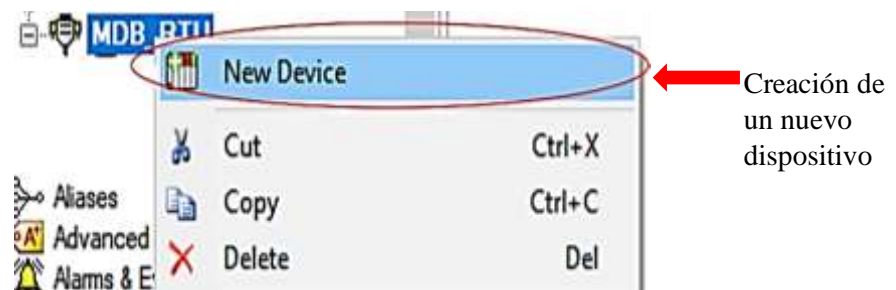 MDB_RTU
New Device
Cut Ctrl+X
Copy Ctrl+C
Delete Del
Aliases
Advanced
Alarms &
Creación de
un nuevo
dispositivo